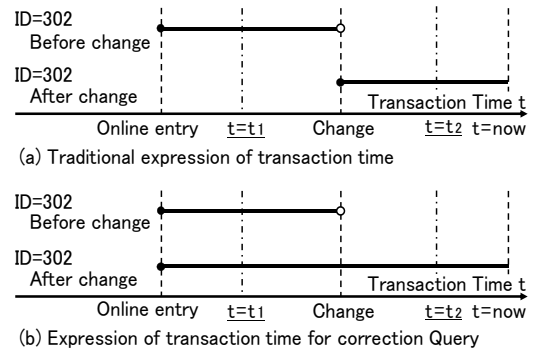 ID=302
Before change
ID=302
After change
Transaction Time t
Online entry t=t1 Change t=t2 t=now
(a) Traditional expression of transaction time
ID=302
Before change
ID=302
After change
Transaction Time t
Online entry t=t1 Change t=t2 t=now
(b) Expression of transaction time for correction Query